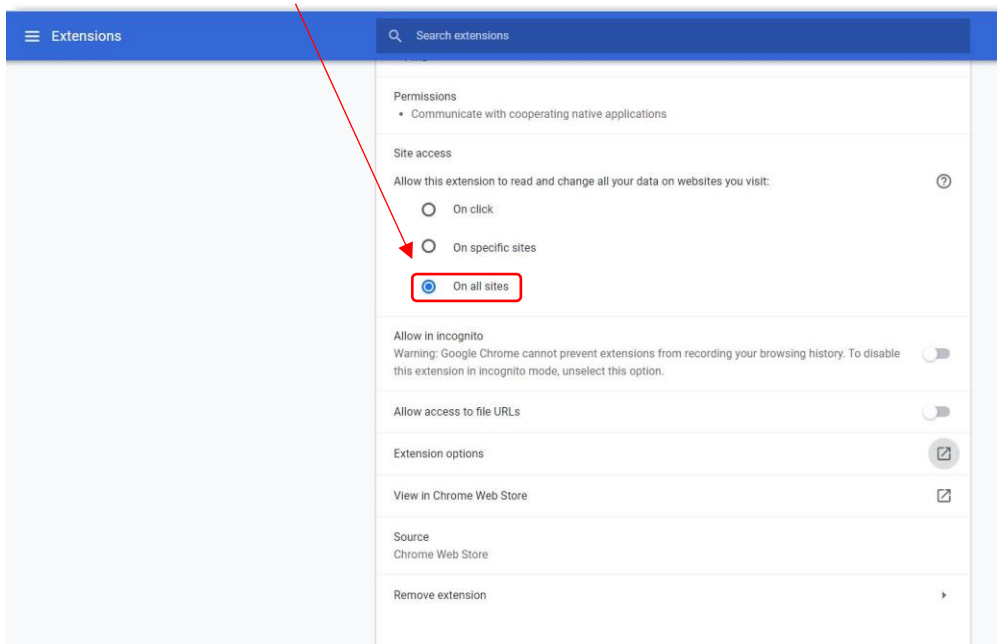 Extensions
Search extensions
Permissions
• Communicate with cooperating native applications
Site access
Allow this extension to read and change all your data on websites you visit:
On click
On specific sites
On all sites
Allow in incognito
Warning: Google Chrome cannot prevent extensions from recording your browsing history. To disable
this extension in incognito mode, unselect this option.
Allow access to file URLs
Extension options
View in Chrome Web Store
Source
Chrome Web Store
Remove extension